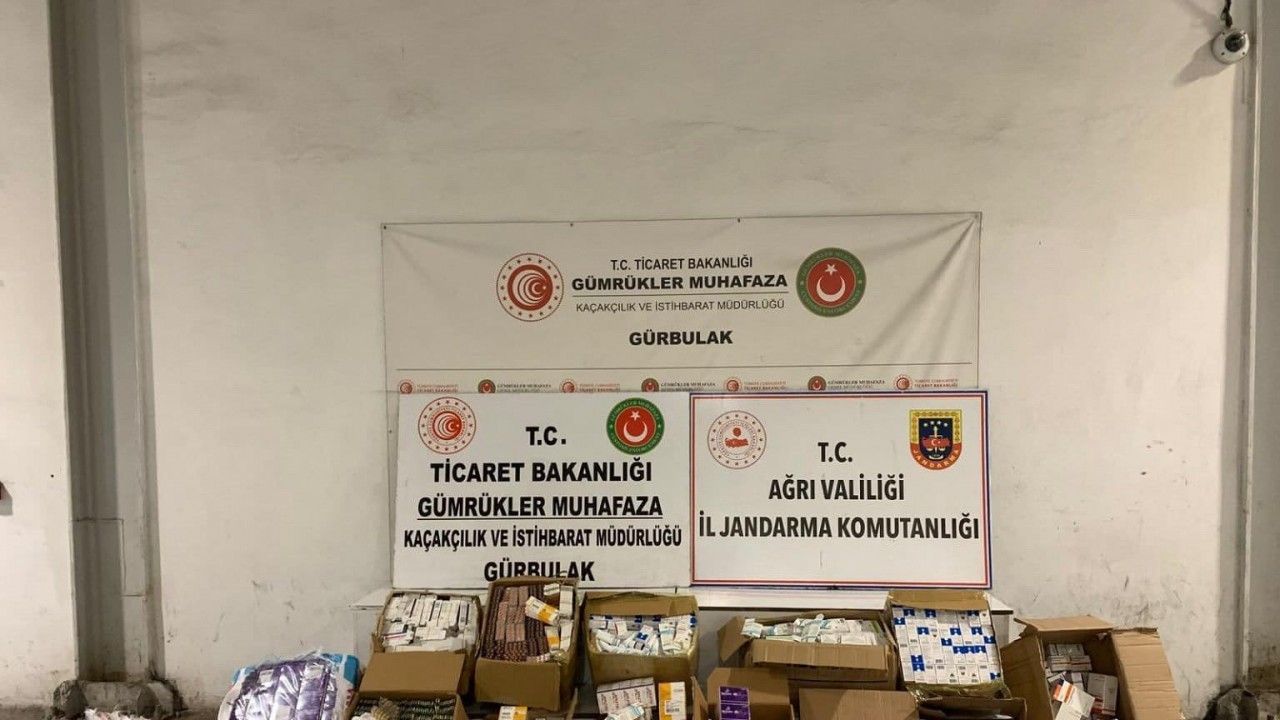 T.C. TİCARET BAKANLIĞI
GÜMRÜKLER MUHAFAZA
KAÇAKÇILIK VE İSTİHBARAT MÜDÜRLÜĞÜ
GÜRBULAK
T.C.
TİCARET BAKANLIĞI
GÜMRÜKLER MUHAFAZA
KAÇAKÇILIK VE İSTİHBARAT MÜDÜRLÜĞÜ
GÜRBULAK
JANDARMA
T.C.
AĞRI VALİLİĞİ
İL JANDARMA KOMUTANLIĞI